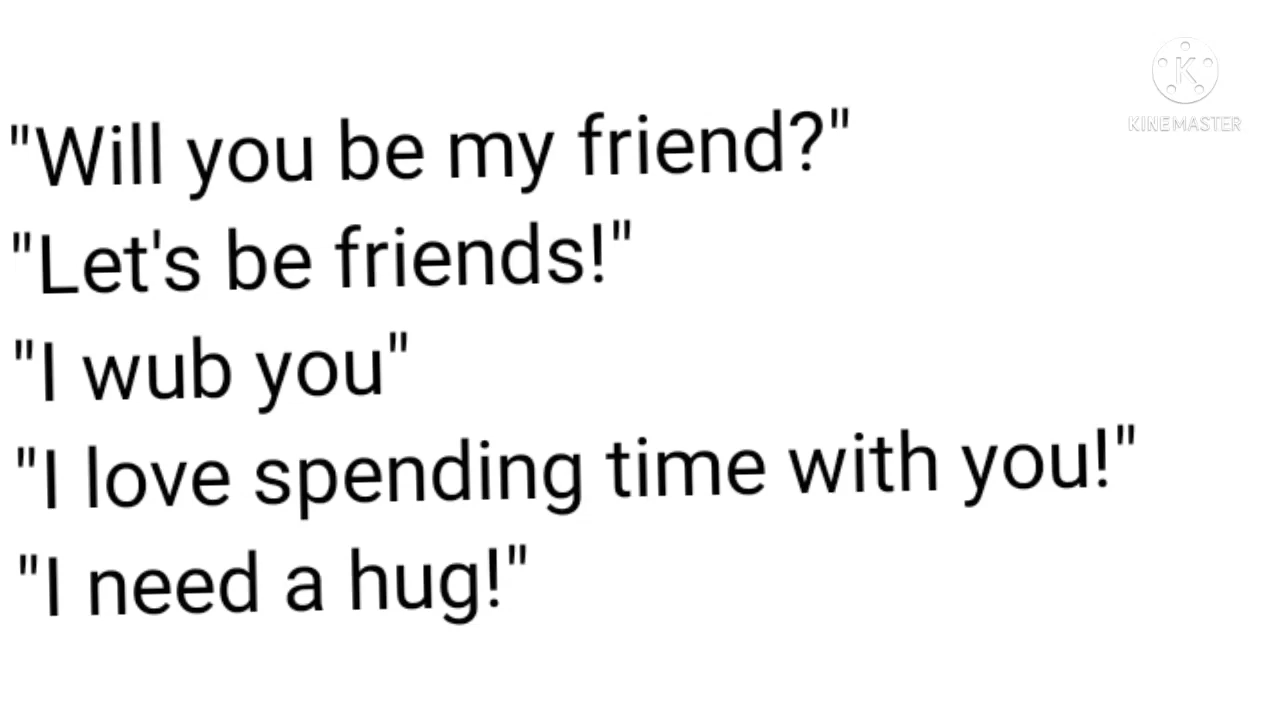 KINEMASTER
"Will you be my friend?"
"Let's be friends!"
"I wub you"
"I love spending time with you!"
"I need a hug!"